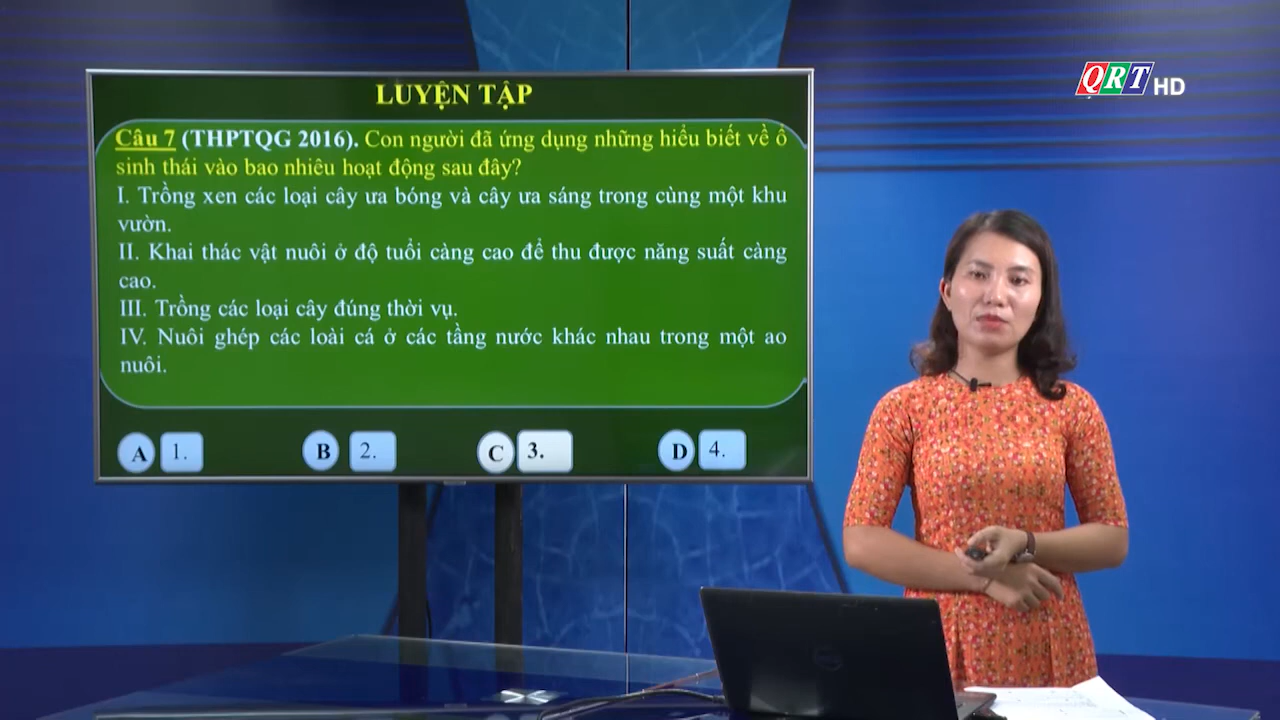 QRT HD
LUYỆN TẬP
Câu 7 (THPTQG 2016). Con người đã ứng dụng những hiểu biết về ổ
sinh thái vào bao nhiêu hoạt động sau đây?
I. Trồng xen các loại cây ưa bóng và cây ưa sáng trong cùng một khu
vườn.
II. Khai thác vật nuôi ở độ tuổi càng cao để thu được năng suất càng
cao.
III. Trồng các loại cây đúng thời vụ.
IV. Nuôi ghép các loài cá ở các tầng nước khác nhau trong một ao
nuôi.
A 1. B 2. C 3. D 4.